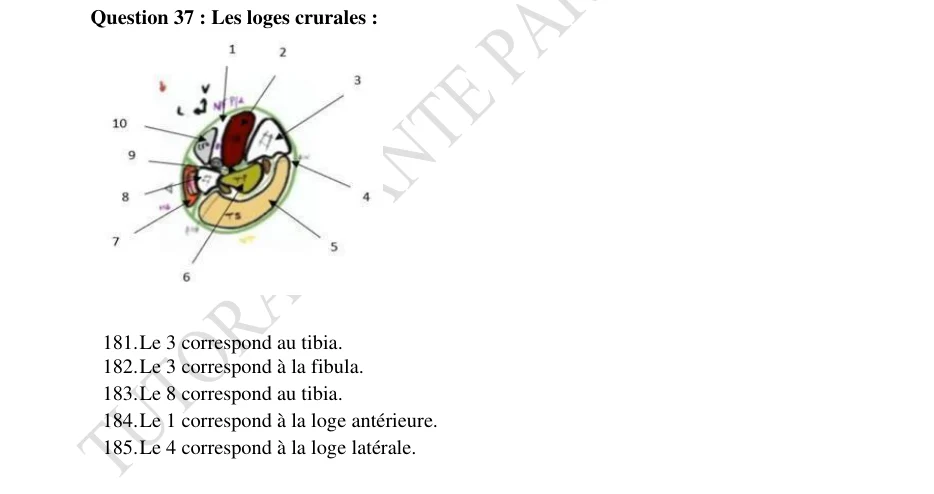 Question 37 : Les loges crurales :
1
2
3
10
9
8
4
7
5
6
TS
181.Le 3 correspond au tibia.
182.Le 3 correspond à la fibula.
183.Le 8 correspond au tibia.
184.Le 1 correspond à la loge antérieure.
185.Le 4 correspond à la loge latérale.